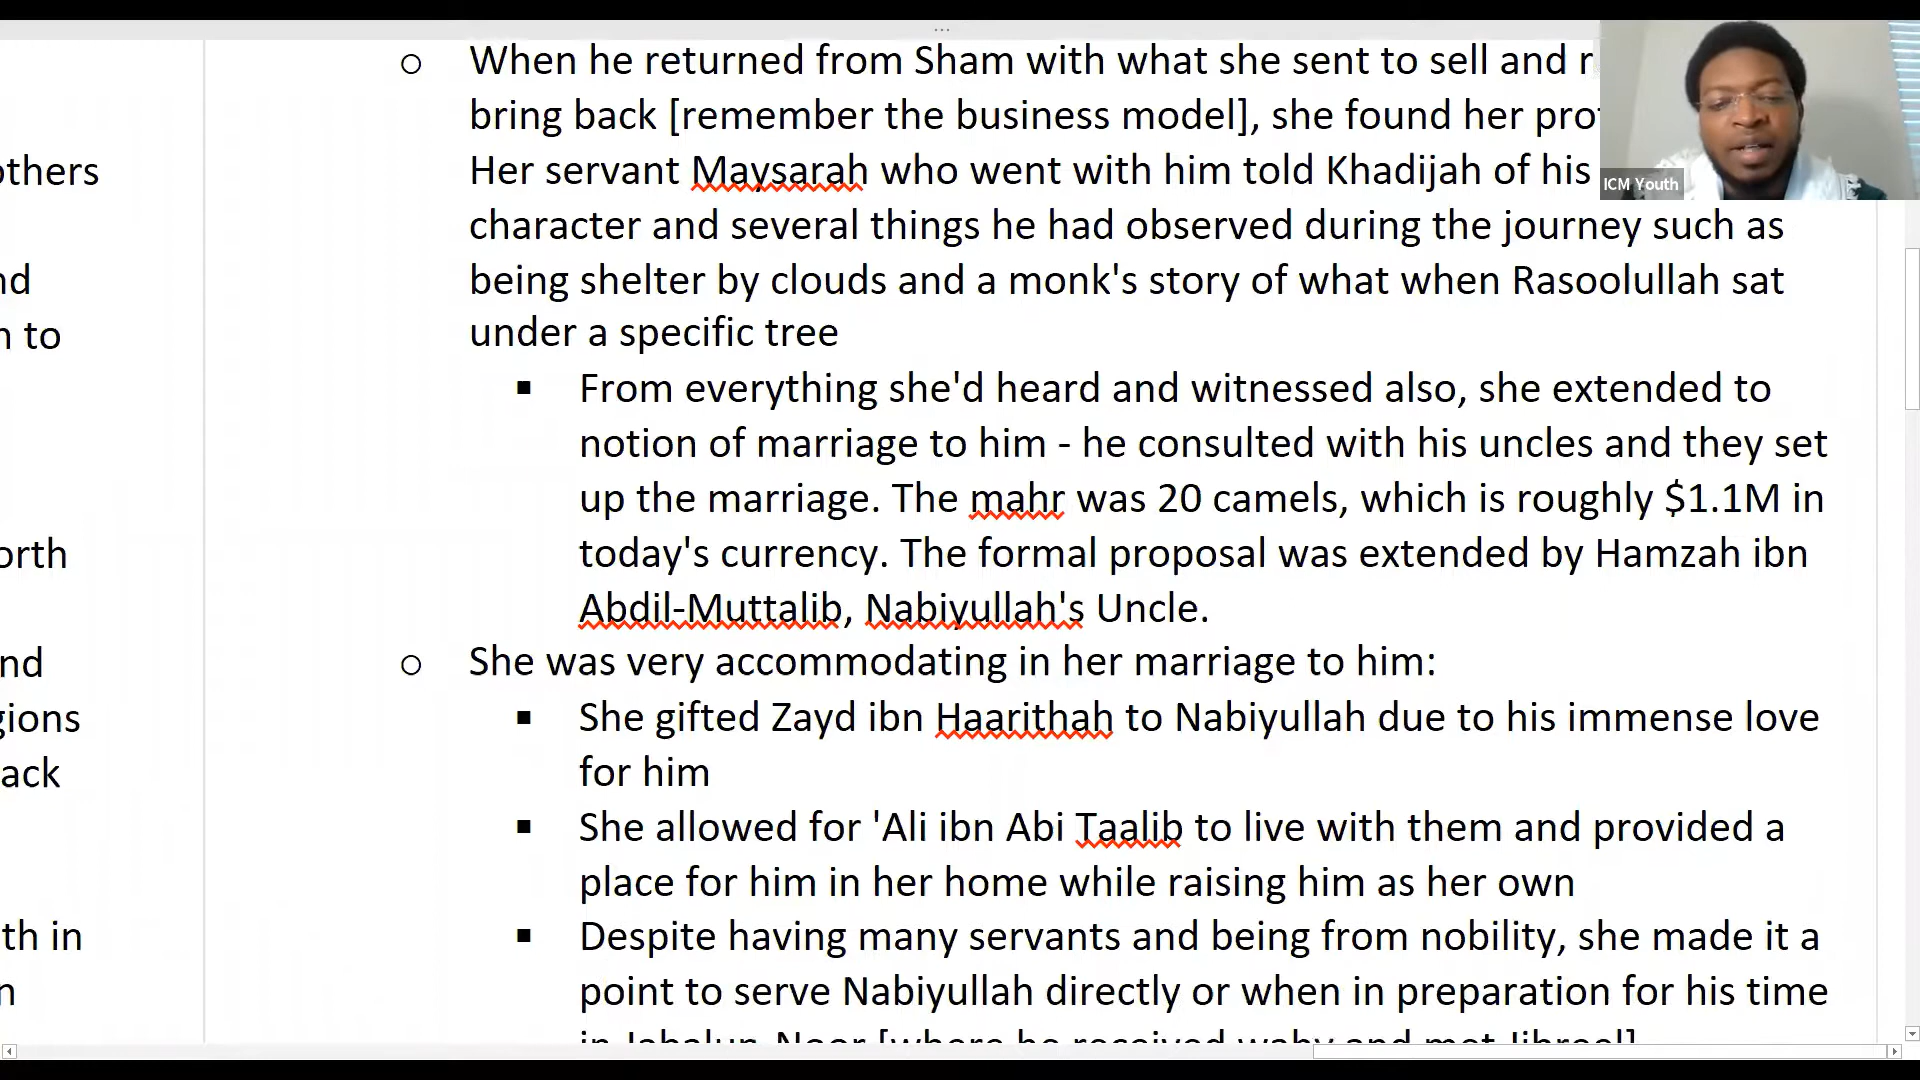 When he returned from Sham with what she sent to sell and
bring back [remember the business model], she found her
Her servant Maysarah who went with him told Khadijah of his
character and several things he had observed during the journey such as
being shelter by clouds and a monk's story of what when Rasoolullah sat
under a specific tree
From everything she'd heard and witnessed also, she extended to
notion of marriage to him - he consulted with his uncles and they set
up the marriage. The mahr was 20 camels, which is roughly $1.1M in
today's currency. The formal proposal was extended by Hamzah ibn
Abdil-Muttalib, Nabiyullah's Uncle.
She was very accommodating in her marriage to him:
She gifted Zayd ibn Haarithah to Nabiyullah due to his immense love
for him
She allowed for 'Ali ibn Abi Taalib to live with them and provided a
place for him in her home while raising him as her own
Despite having many servants and being from nobility, she made it a
point to serve Nabiyullah directly or when in preparation for his time
in Jabalun-Noor [where he received wahy and met Jibreel]
others
nd
n to
orth
nd
gions
ack
th in
n
ICM Youth